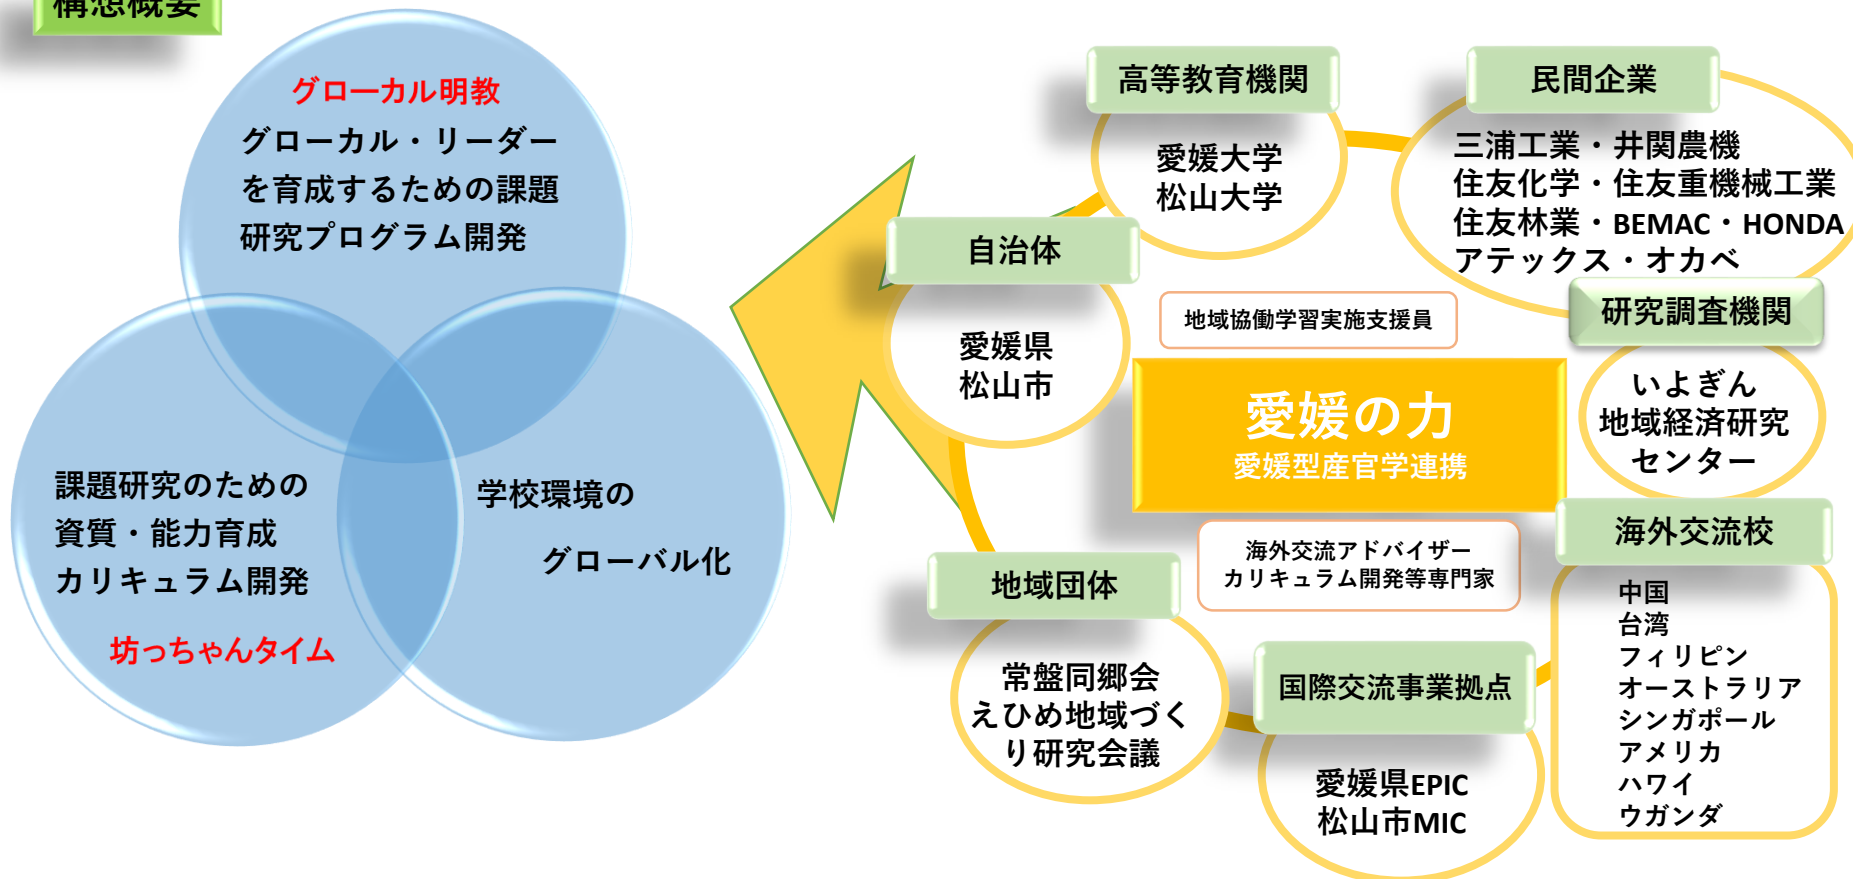 構想概要
グローカル明教
グローカル・リーダー
を育成するための課題
研究プログラム開発
課題研究のための
資質・能力育成
カリキュラム開発
坊っちゃんタイム
学校環境の
グローバル化
高等教育機関
愛媛大学
松山大学
民間企業
三浦工業・井関農機
住友化学・住友重機械工業
住友林業・BEMAC・HONDA
アテックス・オカベ
自治体
愛媛県
松山市
地域協働学習実施支援員
研究調査機関
いよぎん
地域経済研究
センター
愛媛の力
愛媛型産官学連携
海外交流アドバイザー
カリキュラム開発等専門家
海外交流校
中国
台湾
フィリピン
オーストラリア
シンガポール
アメリカ
ハワイ
ウガンダ
地域団体
常盤同郷会
えひめ地域づく
り研究会議
国際交流事業拠点
愛媛県EPIC
松山市MIC